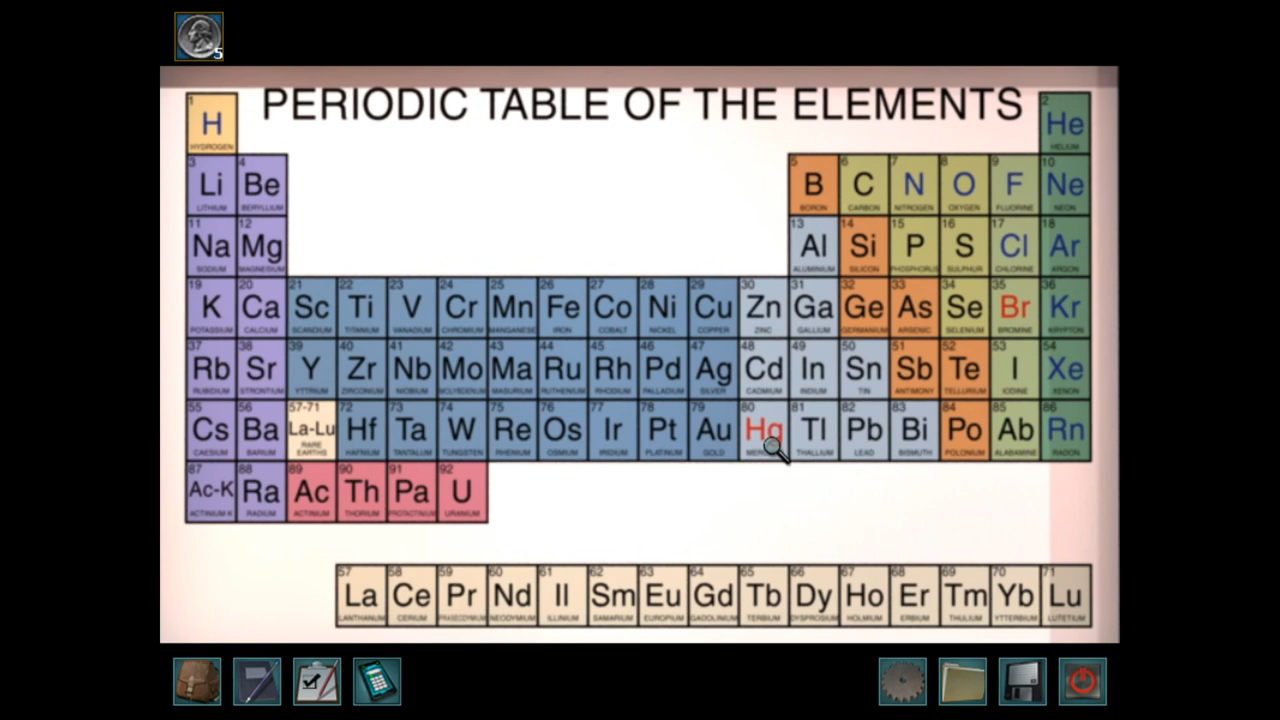 5
PERIODIC TABLE OF THE ELEMENTS
1 2
H He
HYDROGEN HELIUM
3 4 5 6 7 8 9 10
Li Be B C N O F Ne
LITHIUM BERYLLIUM BORON CARBON NITROGEN OXYGEN FLUORINE NEON
11 12 13 14 15 16 17 18
Na Mg Al Si P S Cl Ar
SODIUM MAGNESIUM ALUMINIUM SILICON PHOSPHORUS SULPHUR CHLORINE ARGON
19 20 21 22 23 24 25 26 27 28 29 30 31 32 33 34 35 36
K Ca Sc Ti V Cr Mn Fe Co Ni Cu Zn Ga Ge As Se Br Kr
POTASSIUM CALCIUM SCANDIUM TITANIUM VANADIUM CHROMIUM MANGANESE IRON COBALT NICKEL COPPER ZINC GALLIUM GERMANIUM ARSENIC SELENIUM BROMINE KRYPTON
37 38 39 40 41 42 43 44 45 46 47 48 49 50 51 52 53 54
Rb Sr Y Zr Nb Mo Ma Ru Rh Pd Ag Cd In Sn Sb Te I Xe
RUBIDIUM STRONTIUM YTTRIUM ZIRCONIUM NIOBIUM MOLYBDENUM MASURIUM RUTHENIUM RHODIUM PALLADIUM SILVER CADMIUM INDIUM TIN ANTIMONY TELLURIUM IODINE XENON
55 56 57-71 72 73 74 75 76 77 78 79 80 81 82 83 84 85 86
Cs Ba La-Lu Hf Ta W Re Os Ir Pt Au Hg Tl Pb Bi Po Ab Rn
CAESIUM BARIUM RARE EARTHS HAFNIUM TANTALUM TUNGSTEN RHENIUM OSMIUM IRIDIUM PLATINUM GOLD THALLIUM LEAD BISMUTH POLONIUM ALABAMINE RADON
87 88 89 90 91 92
Ac-K Ra Ac Th Pa U
ACTINIUM-K RADIUM ACTINIUM THORIUM PROTACTINIUM URANIUM
57 58 59 60 61 62 63 64 65 66 67 68 69 70 71
La Ce Pr Nd Il Sm Eu Gd Tb Dy Ho Er Tm Yb Lu
LANTHANUM CERIUM PRASEODYMIUM NEODYMIUM ILLINIUM SAMARIUM EUROPIUM GADOLINIUM TERBIUM DYSPROSIUM HOLMIUM ERBIUM THULIUM YTTERBIUM LUTETIUM